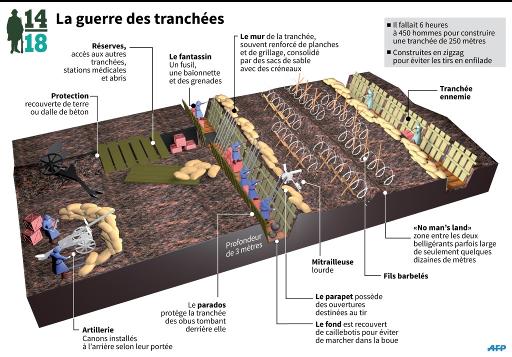 14
18
La guerre des tranchées
Il fallait 6 heures
à 450 hommes pour construire
une tranchée de 250 mètres
Construites en zigzag
pour éviter les tirs en enfilade
Réserves,
accès aux autres
tranchées,
stations médicales
et abris
Le fantassin
Un fusil,
une baïonnette
et des grenades
Le mur de la tranchée,
souvent renforcé de planches
et de grillage, consolidé
par des sacs de sable
avec des créneaux
Protection
recouverte de terre
ou dalle de béton
Tranchée
ennemie
«No man's land»
zone entre les deux
belligérants parfois large
de seulement quelques
dizaines de mètres
Profondeur
de 3 mètres
Mitrailleuse
lourde
Fils barbelés
Le parapet possède
des ouvertures
destinées au tir
Le parados
protège la tranchée
des obus tombant
derrière elle
Le fond est recouvert
de caillebotis pour éviter
de marcher dans la boue
Artillerie
Canons installés
à l'arrière selon leur portée
AFP